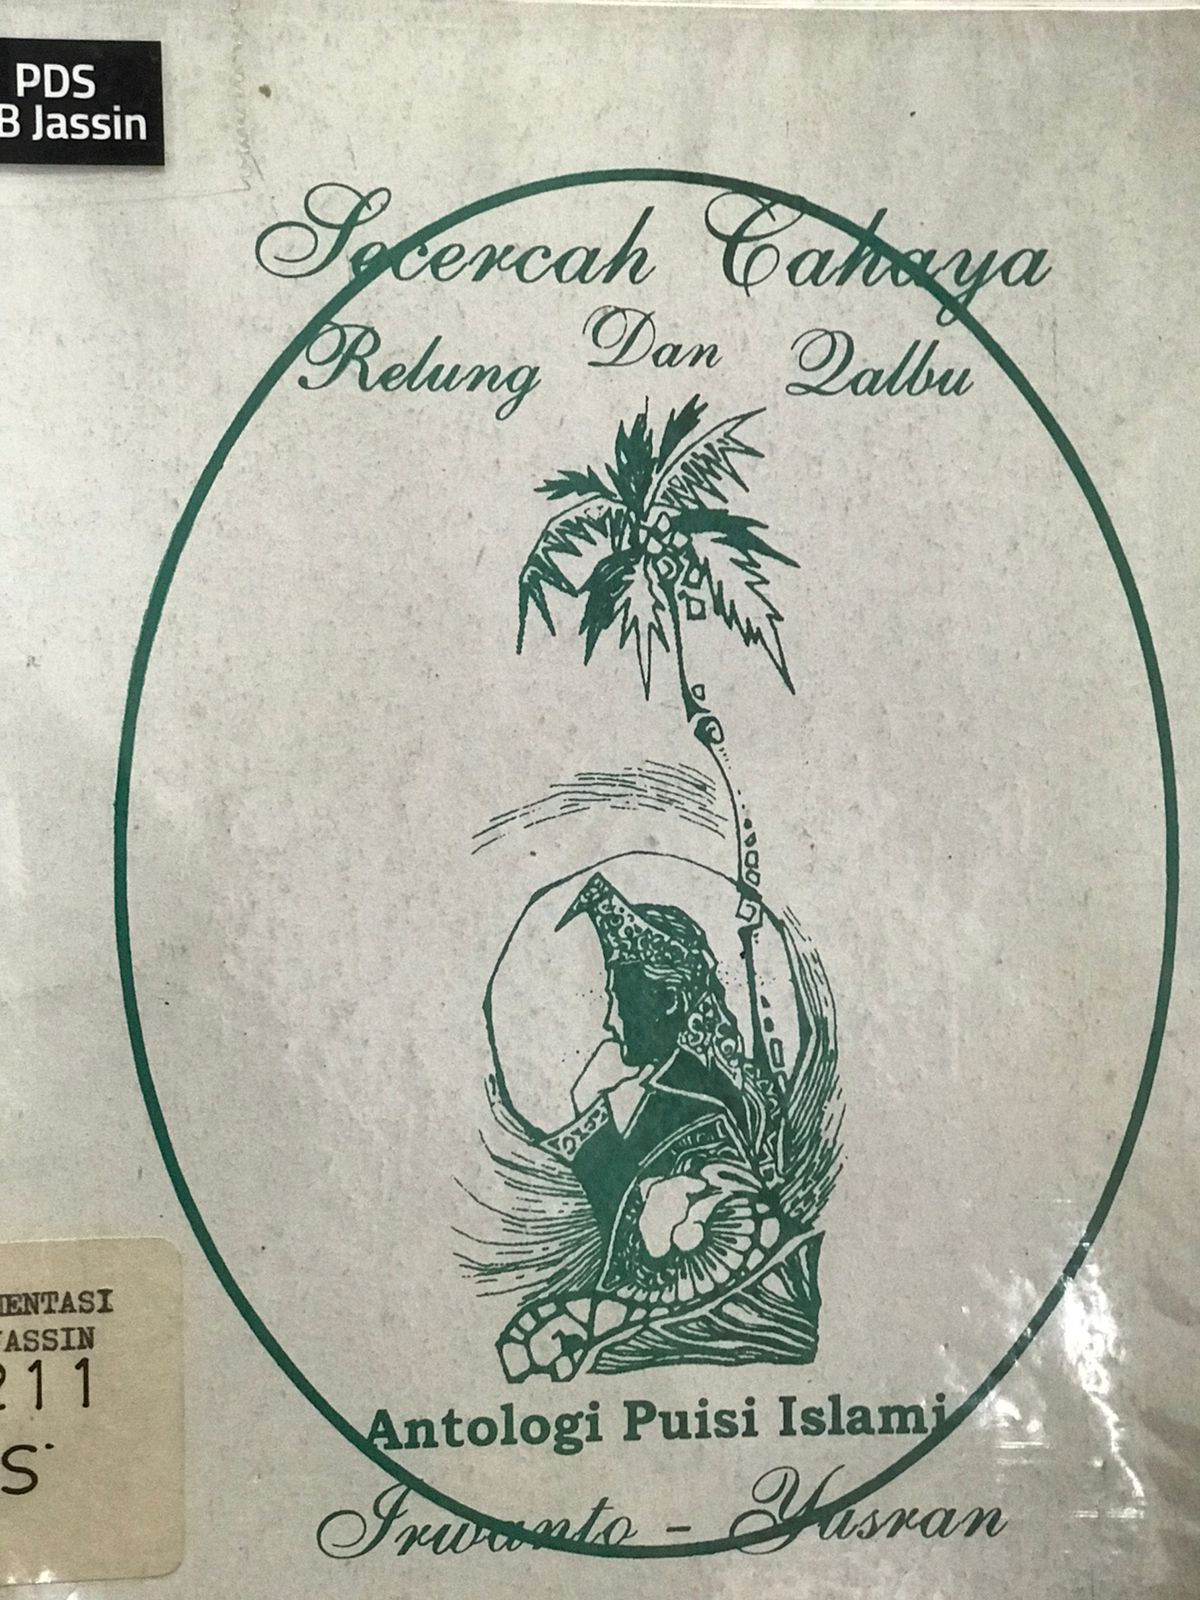 PDS
B Jassin
Secercah Cahaya
Dan
Relung Qalbu
Antologi Puisi Islami
Irwanto - Yusran
MENTASI
JASSIN
211
S